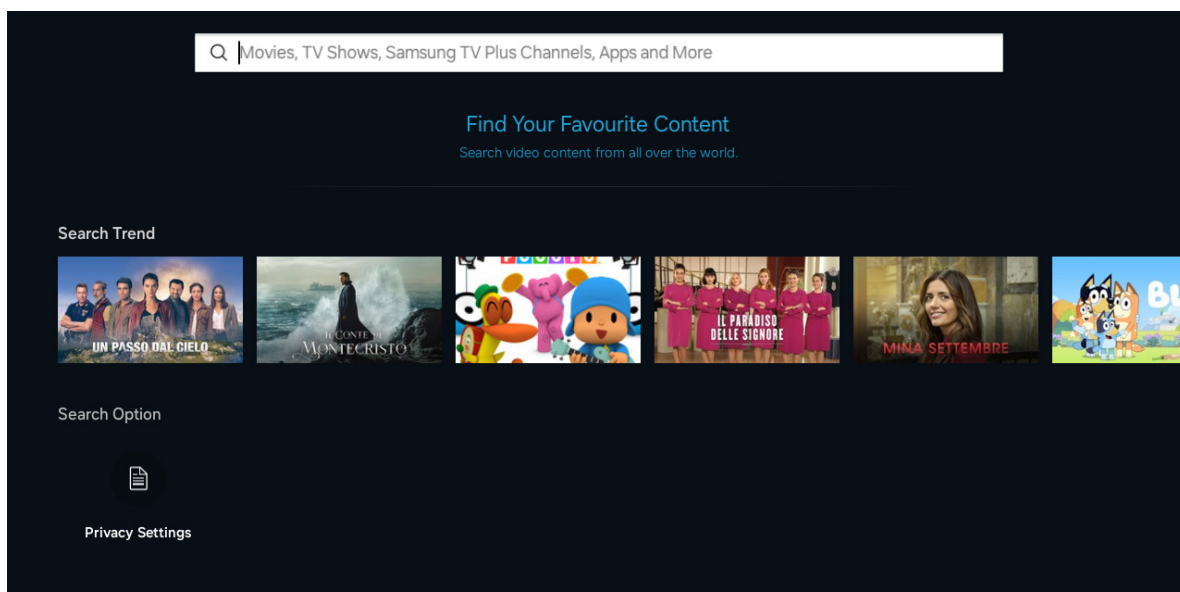 Movies, TV Shows, Samsung TV Plus Channels, Apps and More
Find Your Favourite Content
Search video content from all over the world.
Search Trend
UN PASSO DAL CIELO
IL CONTE DI
MONTECRISTO
POCOYO
IL PARADISO
DELLE SIGNORE
MINA SETTEMBRE
Search Option
Privacy Settings